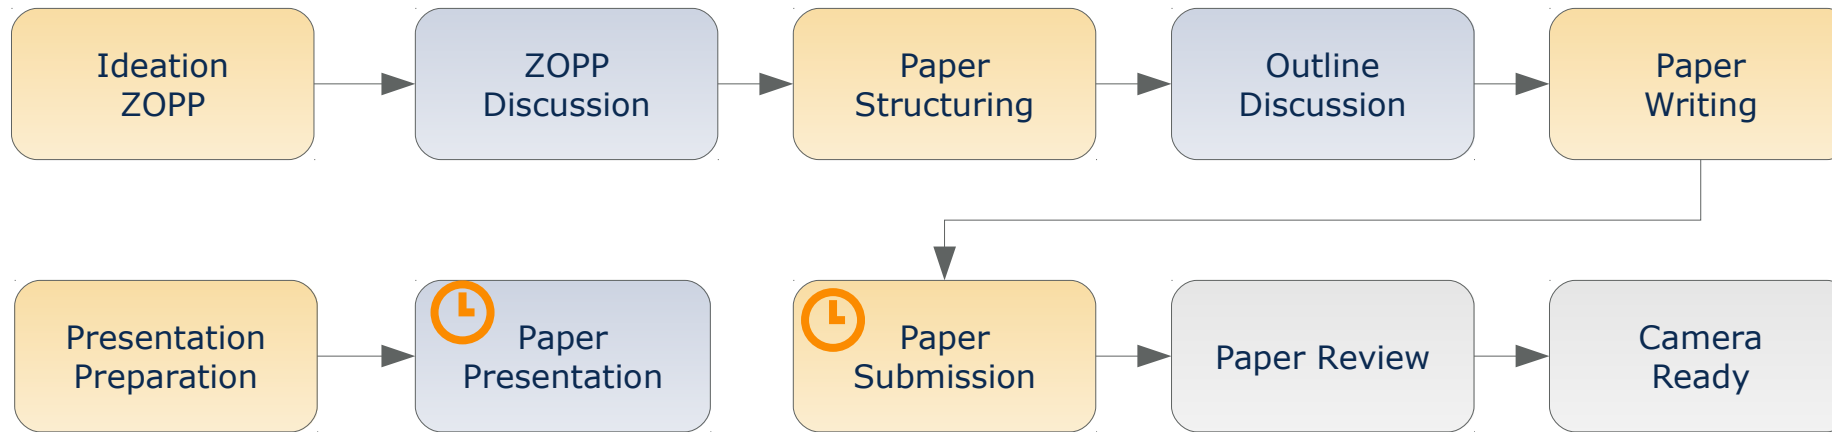 Ideation
ZOPP
ZOPP
Discussion
Paper
Structuring
Outline
Discussion
Paper
Writing
Presentation
Preparation
Paper
Presentation
Paper
Submission
Paper Review
Camera
Ready